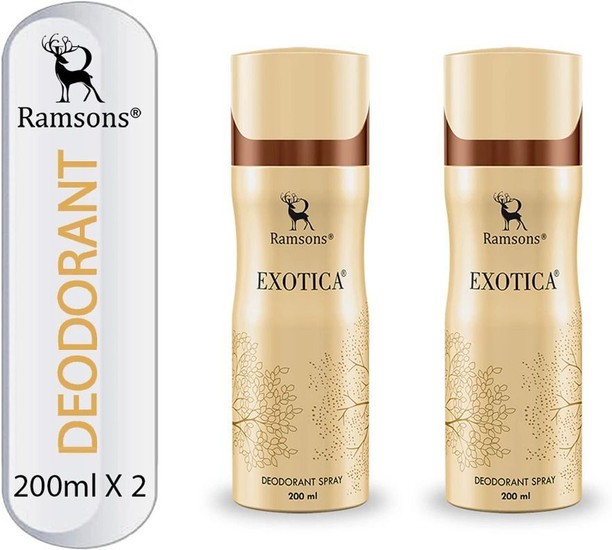 Ramsons®
DEODORANT
200ml X 2
Ramsons®
EXOTICA®
DEODORANT SPRAY
200 ml
Ramsons®
EXOTICA®
DEODORANT SPRAY
200 ml